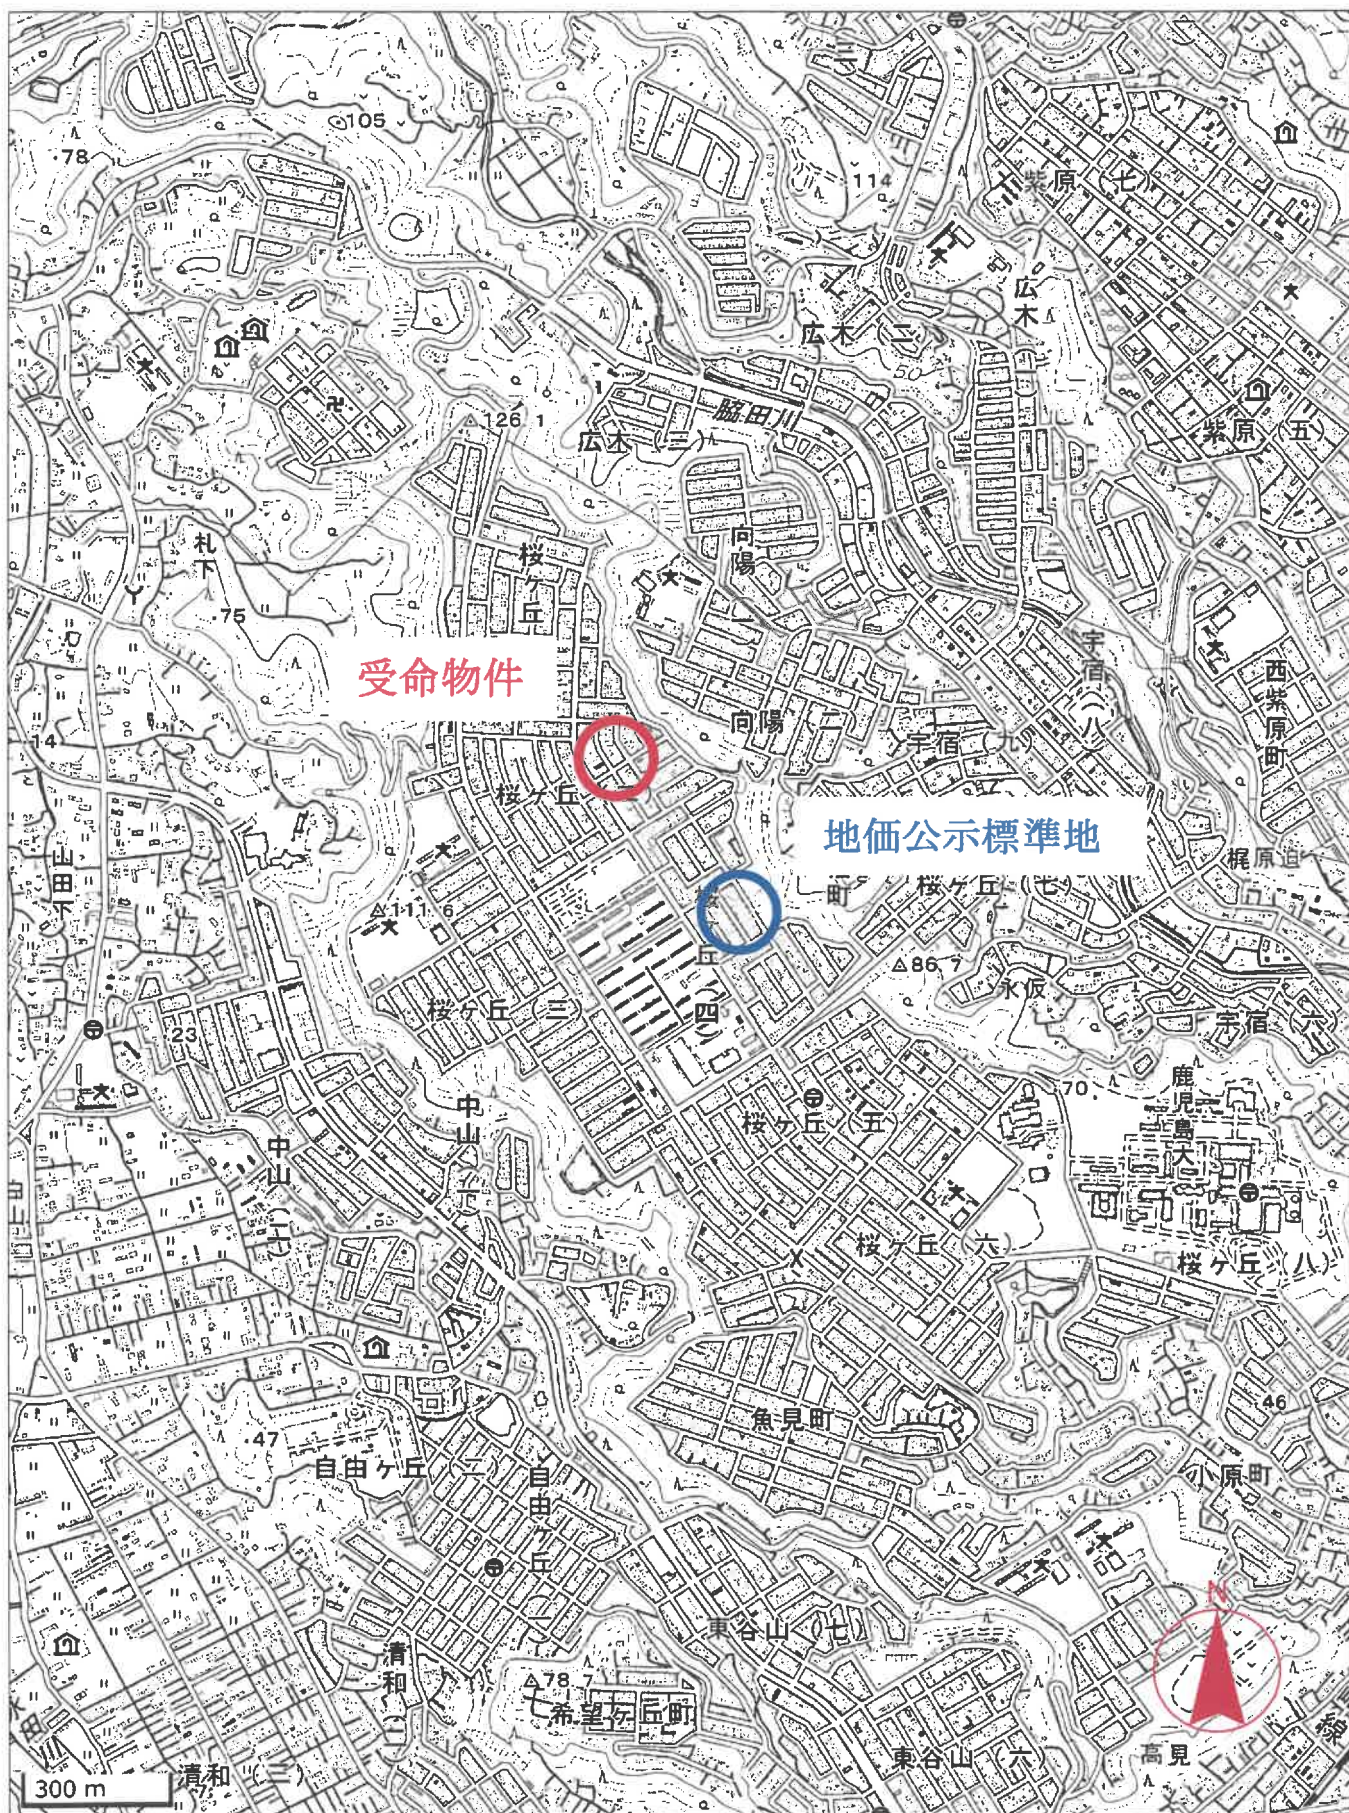 105
78
114
紫原(七)
広木
広木(二)
50
脇田川
126.1
広木(三)
紫原(五)
札下
桜ヶ丘
向陽一
75
宇宿(八)
西紫原町
受命物件
14
向陽(二)
宇宿(九)
桜ヶ丘
地価公示標準地
山田下
梶原迫
町
桜ヶ丘(七)
111.6
丘
(四)
86.7
永仮
桜ヶ丘(三)
宇宿(六)
23
70
鹿児島大
中山
桜ヶ丘(五)
中山
桜ヶ丘(六)
桜ヶ丘(八)
魚見町
46
47
自由ヶ丘(二)
自由ヶ丘(一)
小原町
N
東谷山(七)
清和(二)
78.7
希望ヶ丘町
線
東谷山(六)
高見
300 m
清和(三)